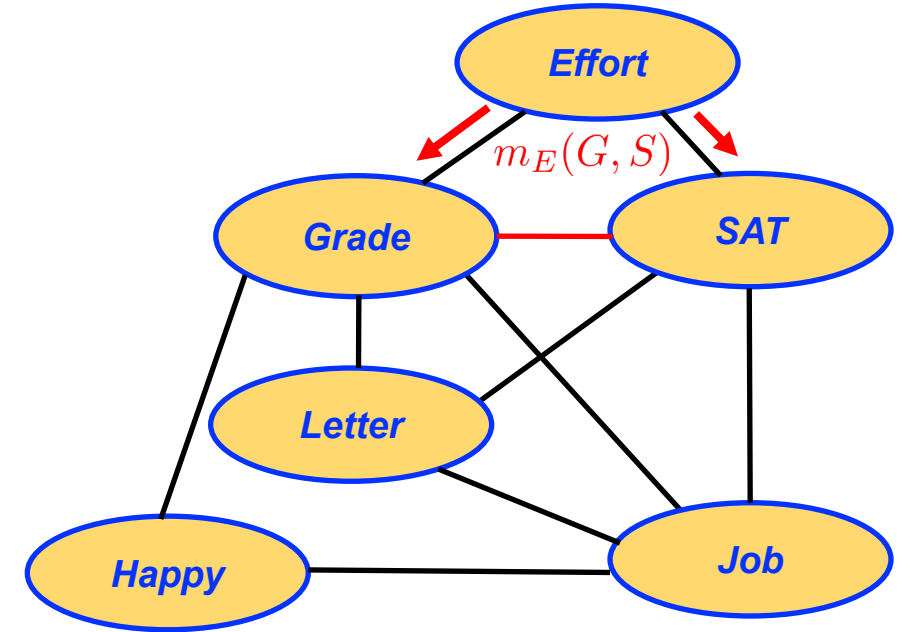 Effort
m_E(G, S)
Grade
SAT
Letter
Happy
Job